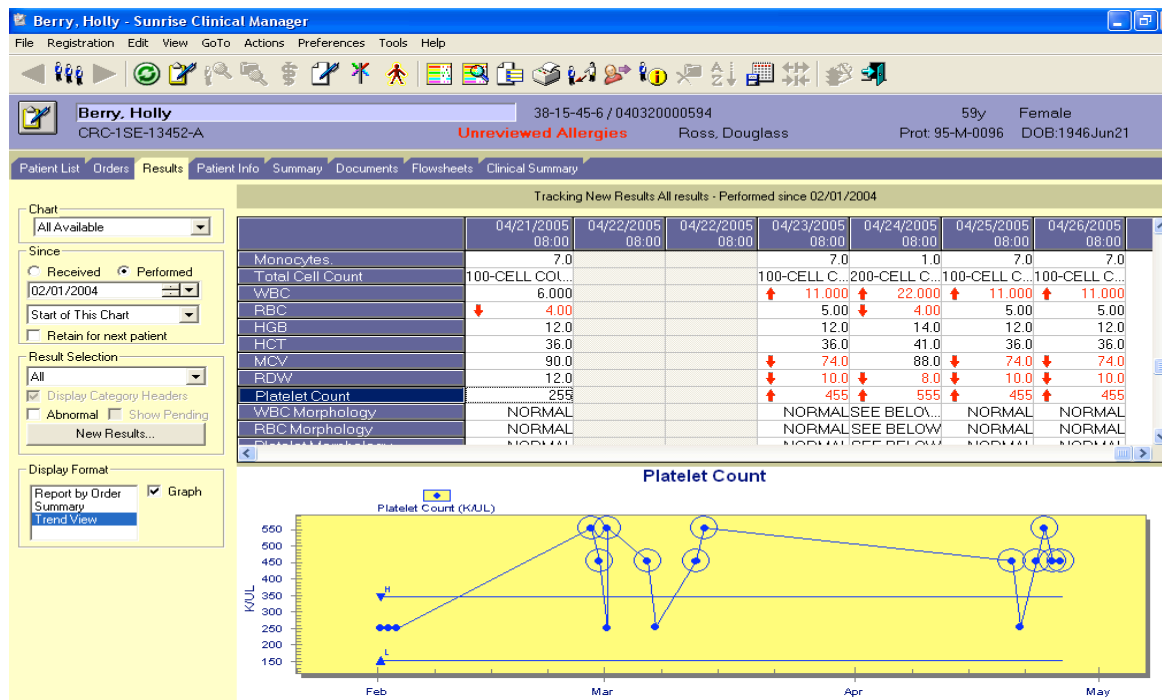 Berry, Holly - Sunrise Clinical Manager
File Registration Edit View GoTo Actions Preferences Tools Help
Berry, Holly 38-15-45-6 / 040320000594 59y Female
CRC-1SE-13452-A Unreviewed Allergies Ross, Douglass Prot: 95-M-0096 DOB:1946Jun21
Patient List Orders Results Patient Info Summary Documents Flowsheets Clinical Summary
Chart
All Available
Since
Received Performed
02/01/2004
Start of This Chart
Retain for next patient
Result Selection
All
Display Category Headers
Abnormal Show Pending
New Results...
Display Format
Report by Order
Summary
Trend View
Graph
Tracking New Results All results - Performed since 02/01/2004
04/21/2005 04/22/2005 04/22/2005 04/23/2005 04/24/2005 04/25/2005 04/26/2005
08:00 08:00 08:00 08:00 08:00 08:00 08:00
Monocytes. 7.0 7.0 1.0 7.0 7.0
Total Cell Count 100-CELL COU... 100-CELL C... 200-CELL C... 100-CELL C... 100-CELL C...
WBC 6.000 11.000 22.000 11.000 11.000
RBC 4.00 5.00 4.00 5.00 5.00
HGB 12.0 12.0 14.0 12.0 12.0
HCT 36.0 36.0 41.0 36.0 36.0
MCV 90.0 74.0 88.0 74.0 74.0
RDW 12.0 10.0 8.0 10.0 10.0
Platelet Count 255 455 555 455 455
WBC Morphology NORMAL NORMAL SEE BELO\... NORMAL NORMAL
RBC Morphology NORMAL NORMAL SEE BELOW NORMAL NORMAL
Platelet Morphology NORMAL NORMAL SEE BELOW NORMAL NORMAL
Platelet Count
Platelet Count (K/UL)
K/UL
550
500
450
400
350
300
250
200
150
H
L
Feb Mar Apr May